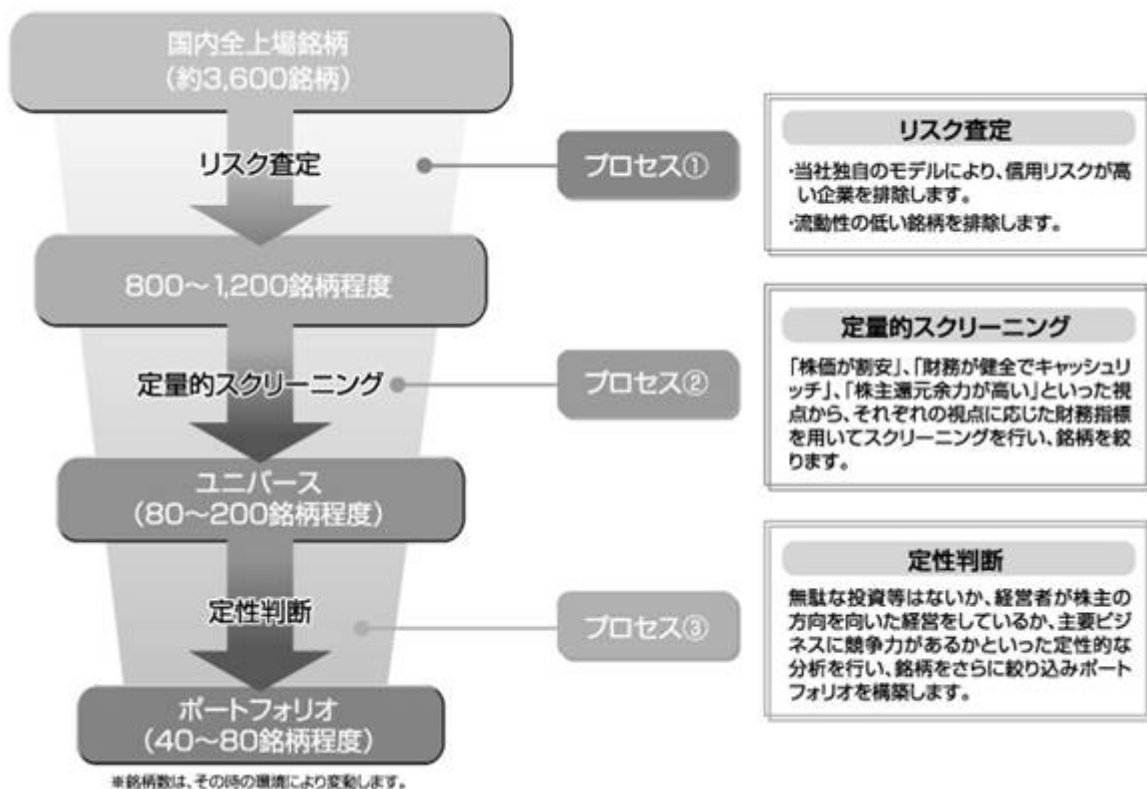 国内全上場銘柄
(約3,600銘柄)
リスク査定
プロセス①
リスク査定
・当社独自のモデルにより、信用リスクが高
い企業を排除します。
・流動性の低い銘柄を排除します。
800～1,200銘柄程度
定量的スクリーニング
プロセス②
定量的スクリーニング
「株価が割安」、「財務が健全でキャッシュリ
ッチ」、「株主還元余力が高い」といった視
点から、それぞれの視点に応じた財務指標
を用いてスクリーニングを行い、銘柄を絞
ります。
ユニバース
(80～200銘柄程度)
定性判断
プロセス③
定性判断
無駄な投資等はないか、経営者が株主の
方向を向いた経営をしているか、主要ビジ
ネスに競争力があるかといった定性的な
分析を行い、銘柄をさらに絞り込みポート
フォリオを構築します。
ポートフォリオ
(40～80銘柄程度)
※銘柄数は、その時の環境により変動します。